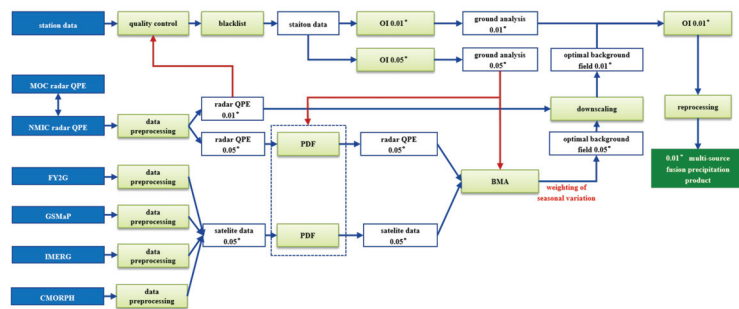 station data
quality control
blacklist
staiton data
OI 0.01°
ground analysis
0.01°
OI 0.01°
OI 0.05°
ground analysis
0.05°
optimal background
field 0.01°
MOC radar QPE
NMIC radar QPE
data
preprocessing
radar QPE
0.01°
downscaling
reprocessing
radar QPE
0.05°
PDF
radar QPE
0.05°
optimal background
field 0.05°
0.01° multi-source
fusion precipitation
product
FY2G
data
preprocessing
BMA
weighting of
seasonal variation
GSMaP
data
preprocessing
satelite data
0.05°
PDF
satelite data
0.05°
IMERG
data
preprocessing
CMORPH
data
preprocessing